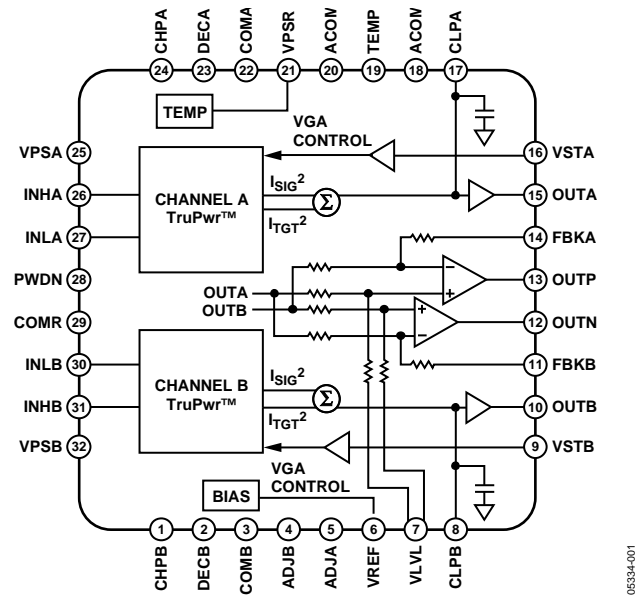 CHPA
DECA
COMA
VPSR
ACOM
TEMP
ACOM
CLPA
24
23
22
21
20
19
18
17
TEMP
VGA
CONTROL
VPSA 25
16 VSTA
INHA 26
CHANNEL A
TruPwr™
ISIG2
Σ
15 OUTA
INLA 27
ITGT2
14 FBKA
PWDN 28
OUTA
OUTB
−
+
13 OUTP
COMR 29
+
−
12 OUTN
INLB 30
CHANNEL B
TruPwr™
ISIG2
Σ
11 FBKB
INHB 31
ITGT2
10 OUTB
VPSB 32
9 VSTB
VGA
CONTROL
BIAS
1
2
3
4
5
6
7
8
CHPB
DECB
COMB
ADJB
ADJA
VREF
VLVL
CLPB
05334-001